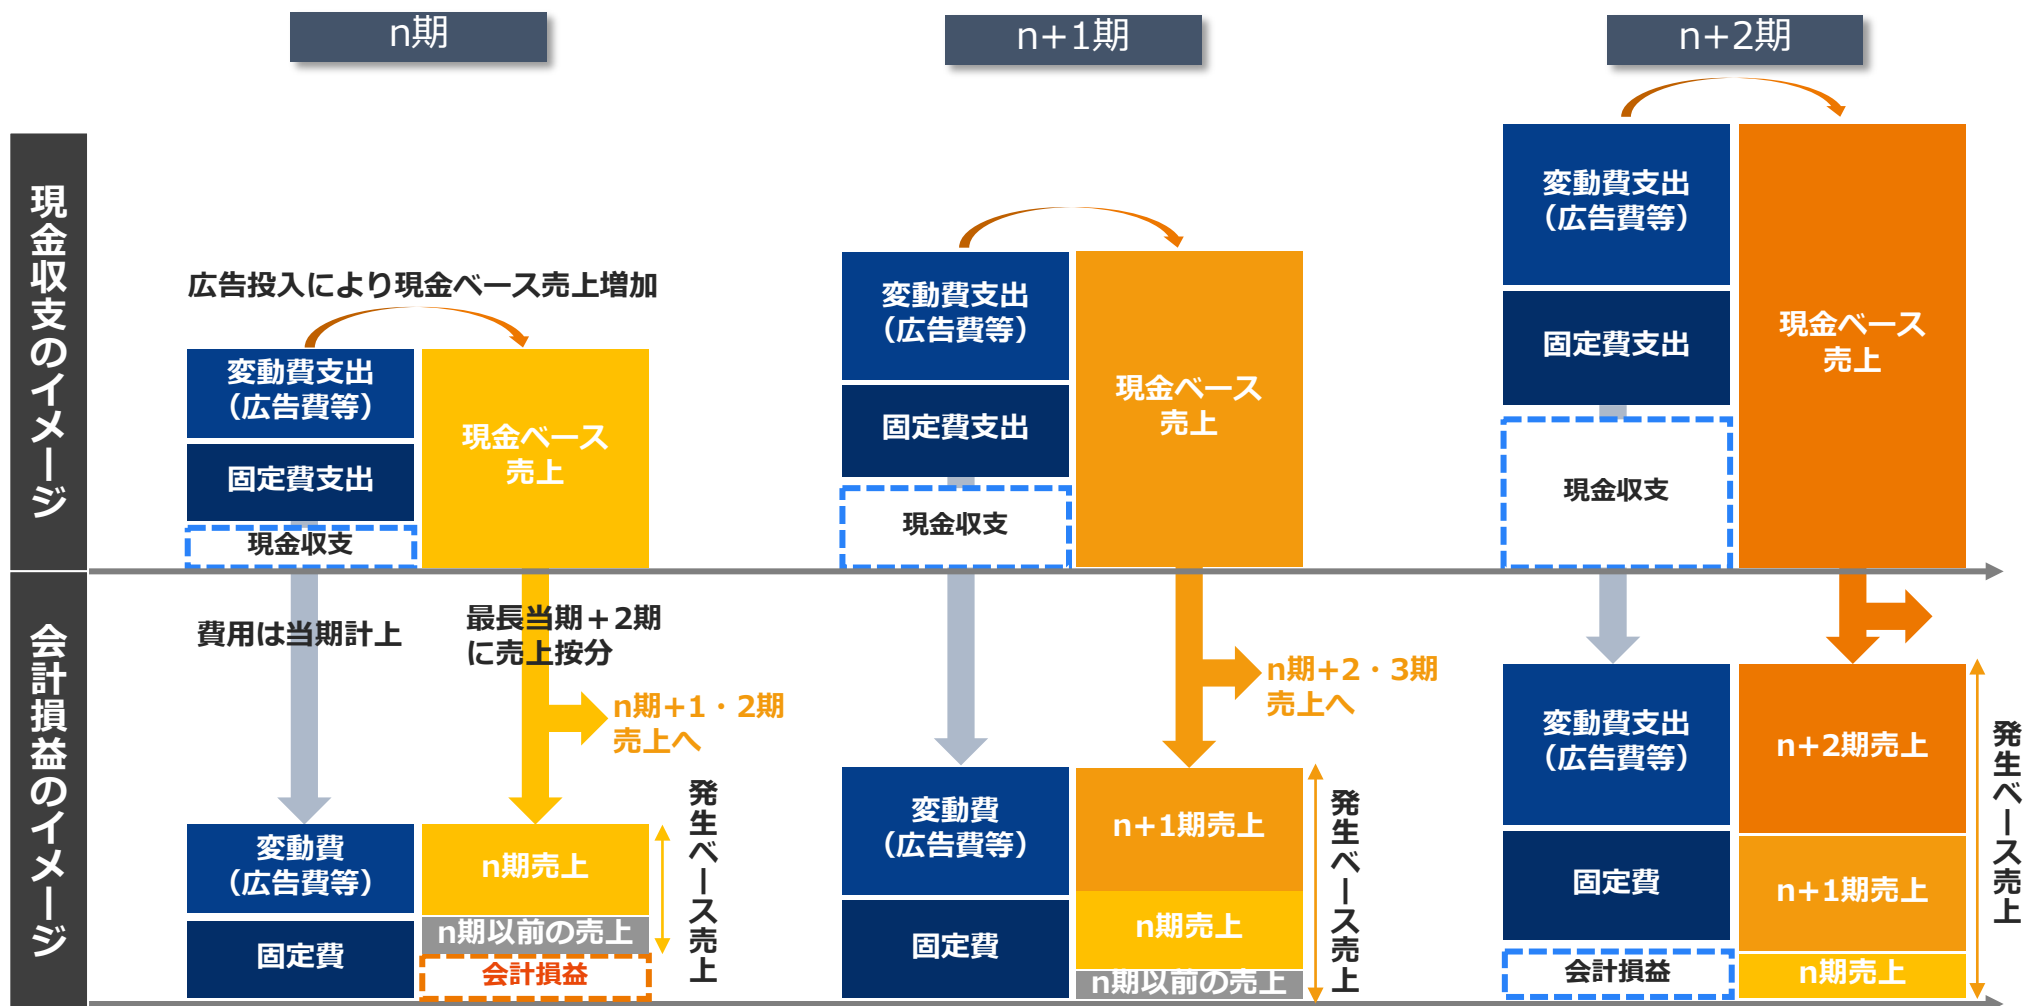 n期
n+1期
n+2期
現金収支のイメージ
広告投入により現金ベース売上増加
変動費支出
（広告費等）
固定費支出
現金収支
現金ベース
売上
変動費支出
（広告費等）
固定費支出
現金収支
現金ベース
売上
変動費支出
（広告費等）
固定費支出
現金収支
現金ベース
売上
会計損益のイメージ
費用は当期計上
最長当期＋2期
に売上按分
n期+1・2期
売上へ
変動費
（広告費等）
固定費
n期売上
n期以前の売上
会計損益
発生ベース売上
n期+2・3期
売上へ
変動費
（広告費等）
固定費
n+1期売上
n期売上
n期以前の売上
発生ベース売上
変動費支出
（広告費等）
固定費
会計損益
n+2期売上
n+1期売上
n期売上
発生ベース売上